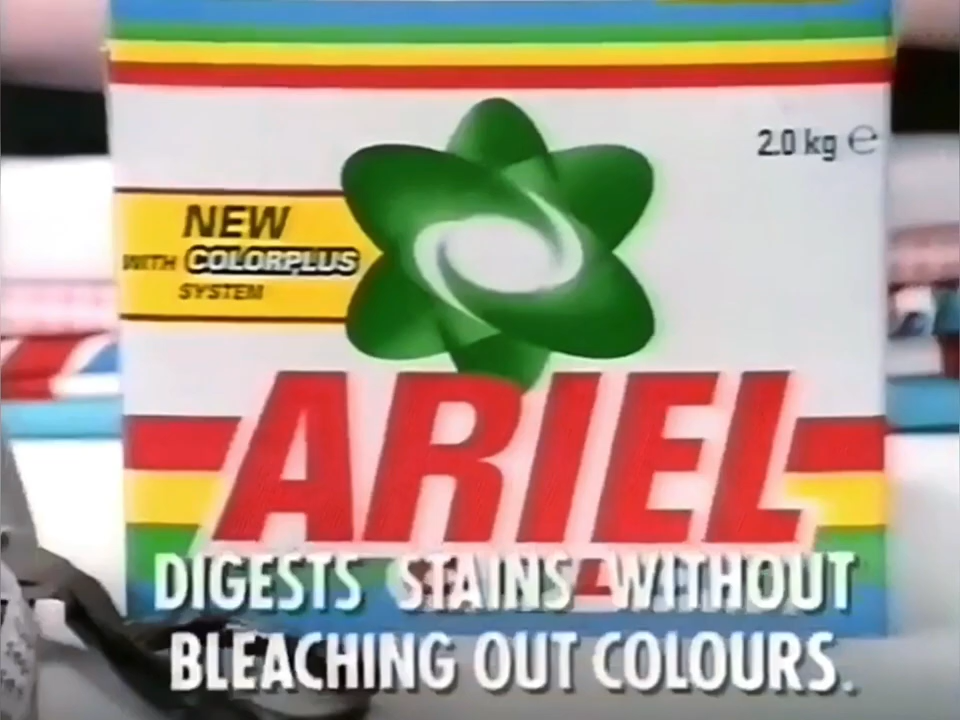 2.0 kg ℮
NEW
WITH COLORPLUS
SYSTEM
ARIEL
DIGESTS STAINS WITHOUT
BLEACHING OUT COLOURS.